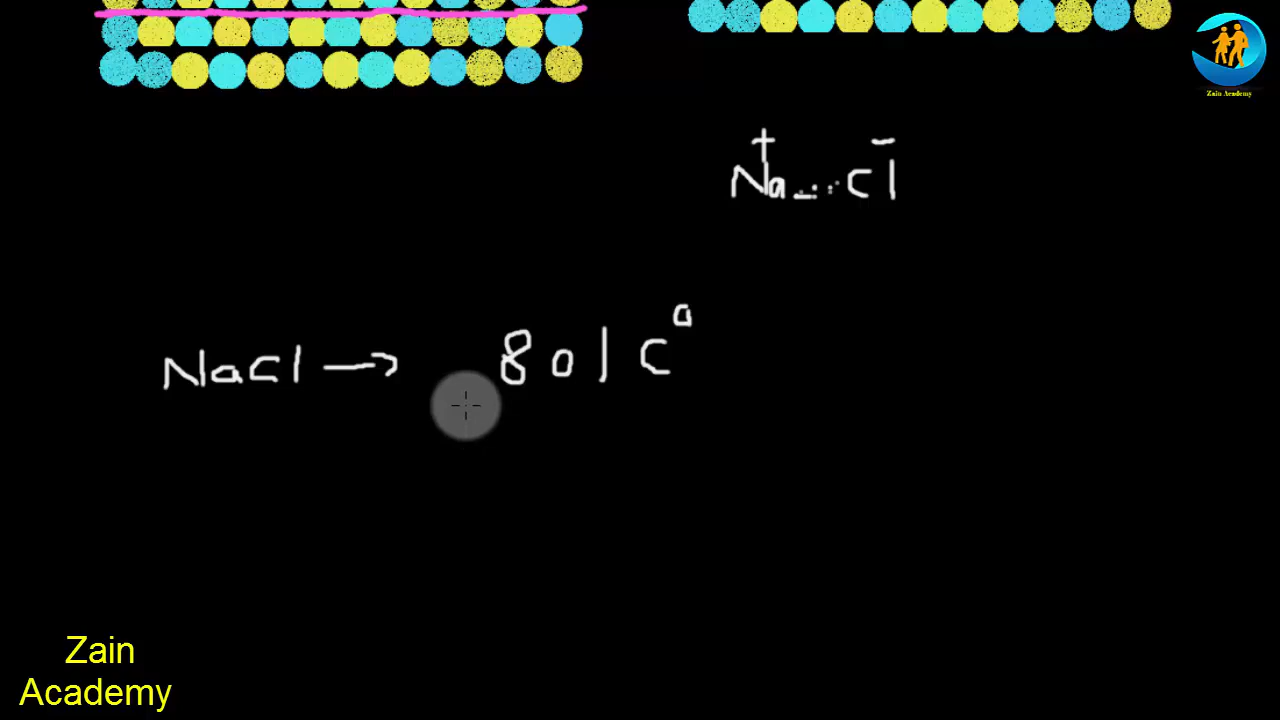 Zain Academy
+ −
Na--::Cl
NaCl → 801 C°
Zain
Academy